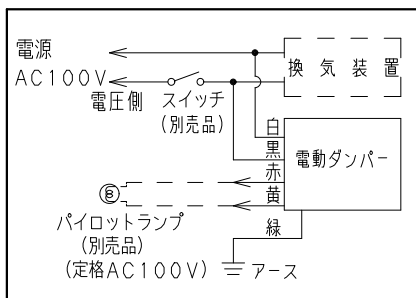 電源
AC100V
電圧側
スイッチ
(別売品)
換気装置
白
黒
赤
黄
緑
電動ダンパー
パイロットランプ
(別売品)
(定格AC100V)
アース